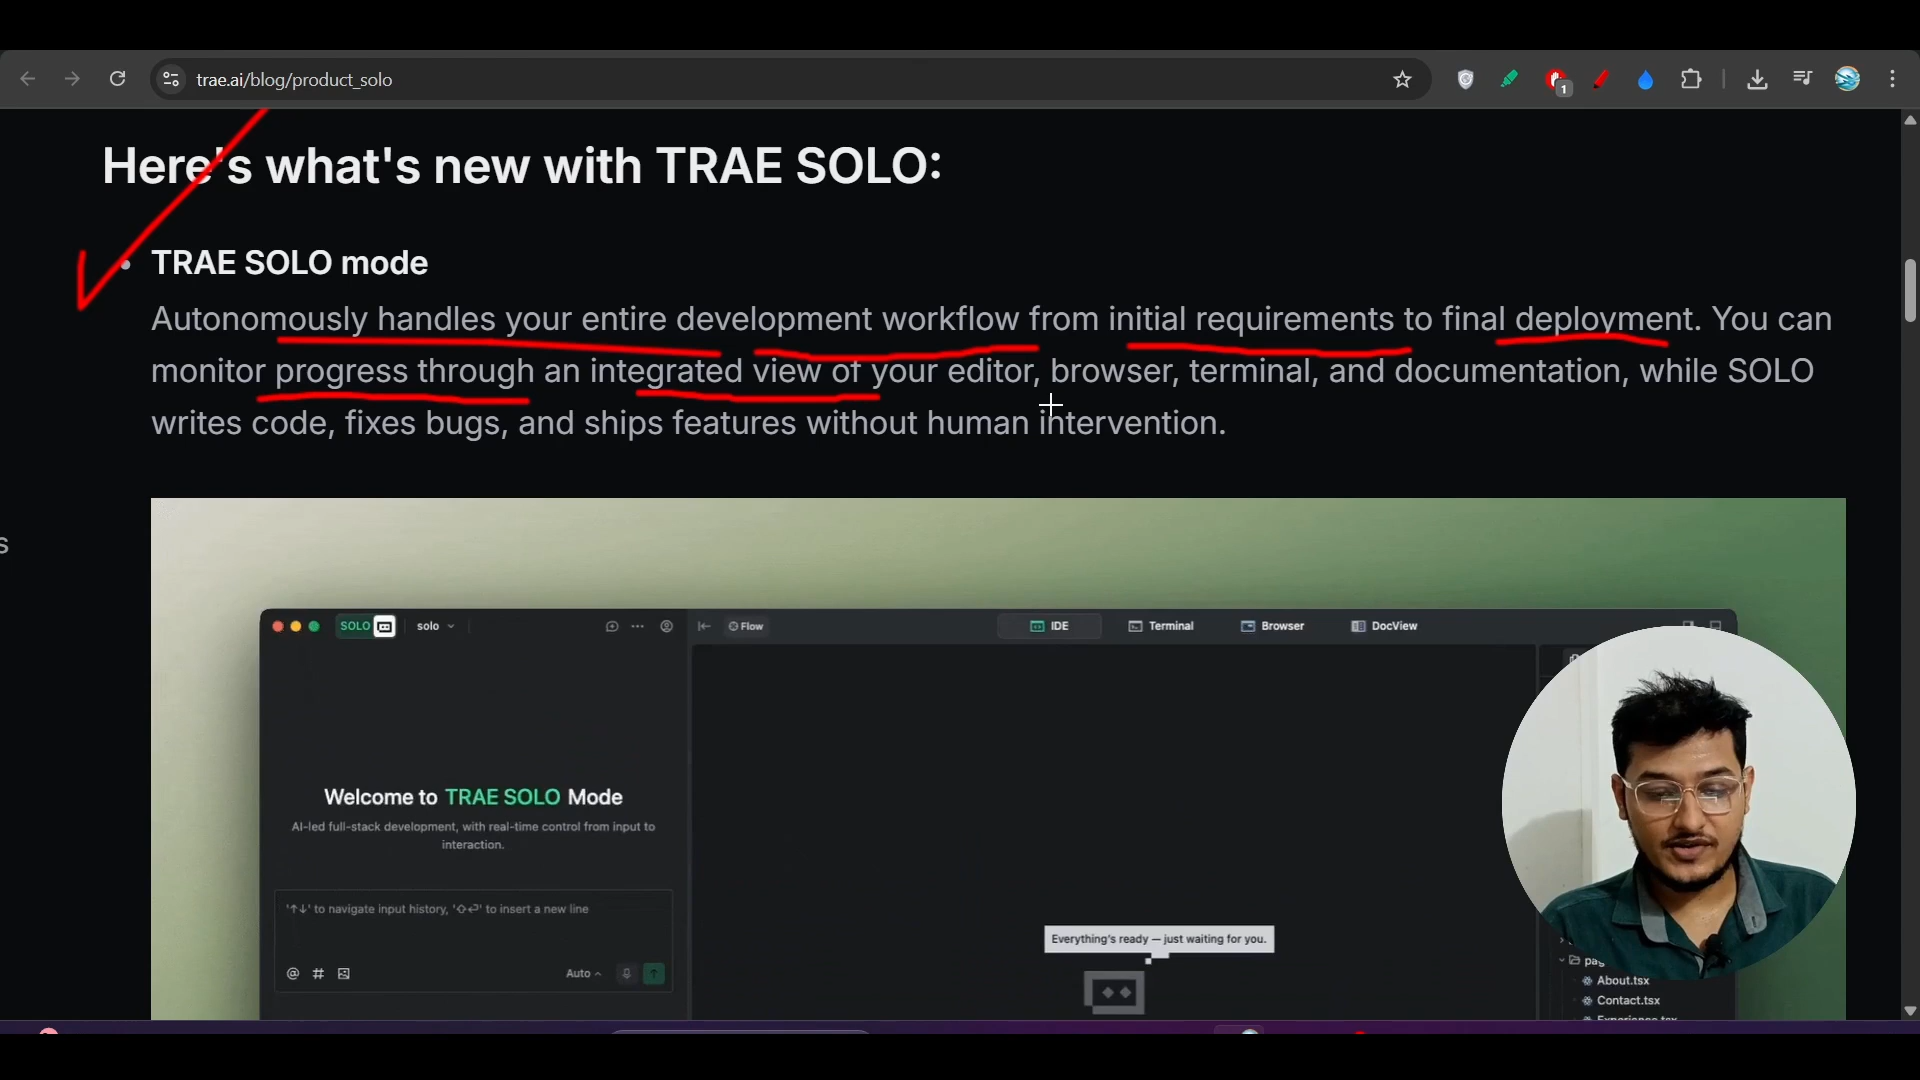 trae.ai/blog/product_solo
1
Here's what's new with TRAE SOLO:
TRAE SOLO mode
Autonomously handles your entire development workflow from initial requirements to final deployment. You can
monitor progress through an integrated view of your editor, browser, terminal, and documentation, while SOLO
writes code, fixes bugs, and ships features without human intervention.
s
SOLO solo Flow IDE Terminal Browser DocView
Welcome to TRAE SOLO Mode
AI-led full-stack development, with real-time control from input to
interaction.
'↑↓' to navigate input history, '⇧⏎' to insert a new line
Everything's ready — just waiting for you.
@ # Auto
pag
About.tsx
Contact.tsx
Experience.tsx